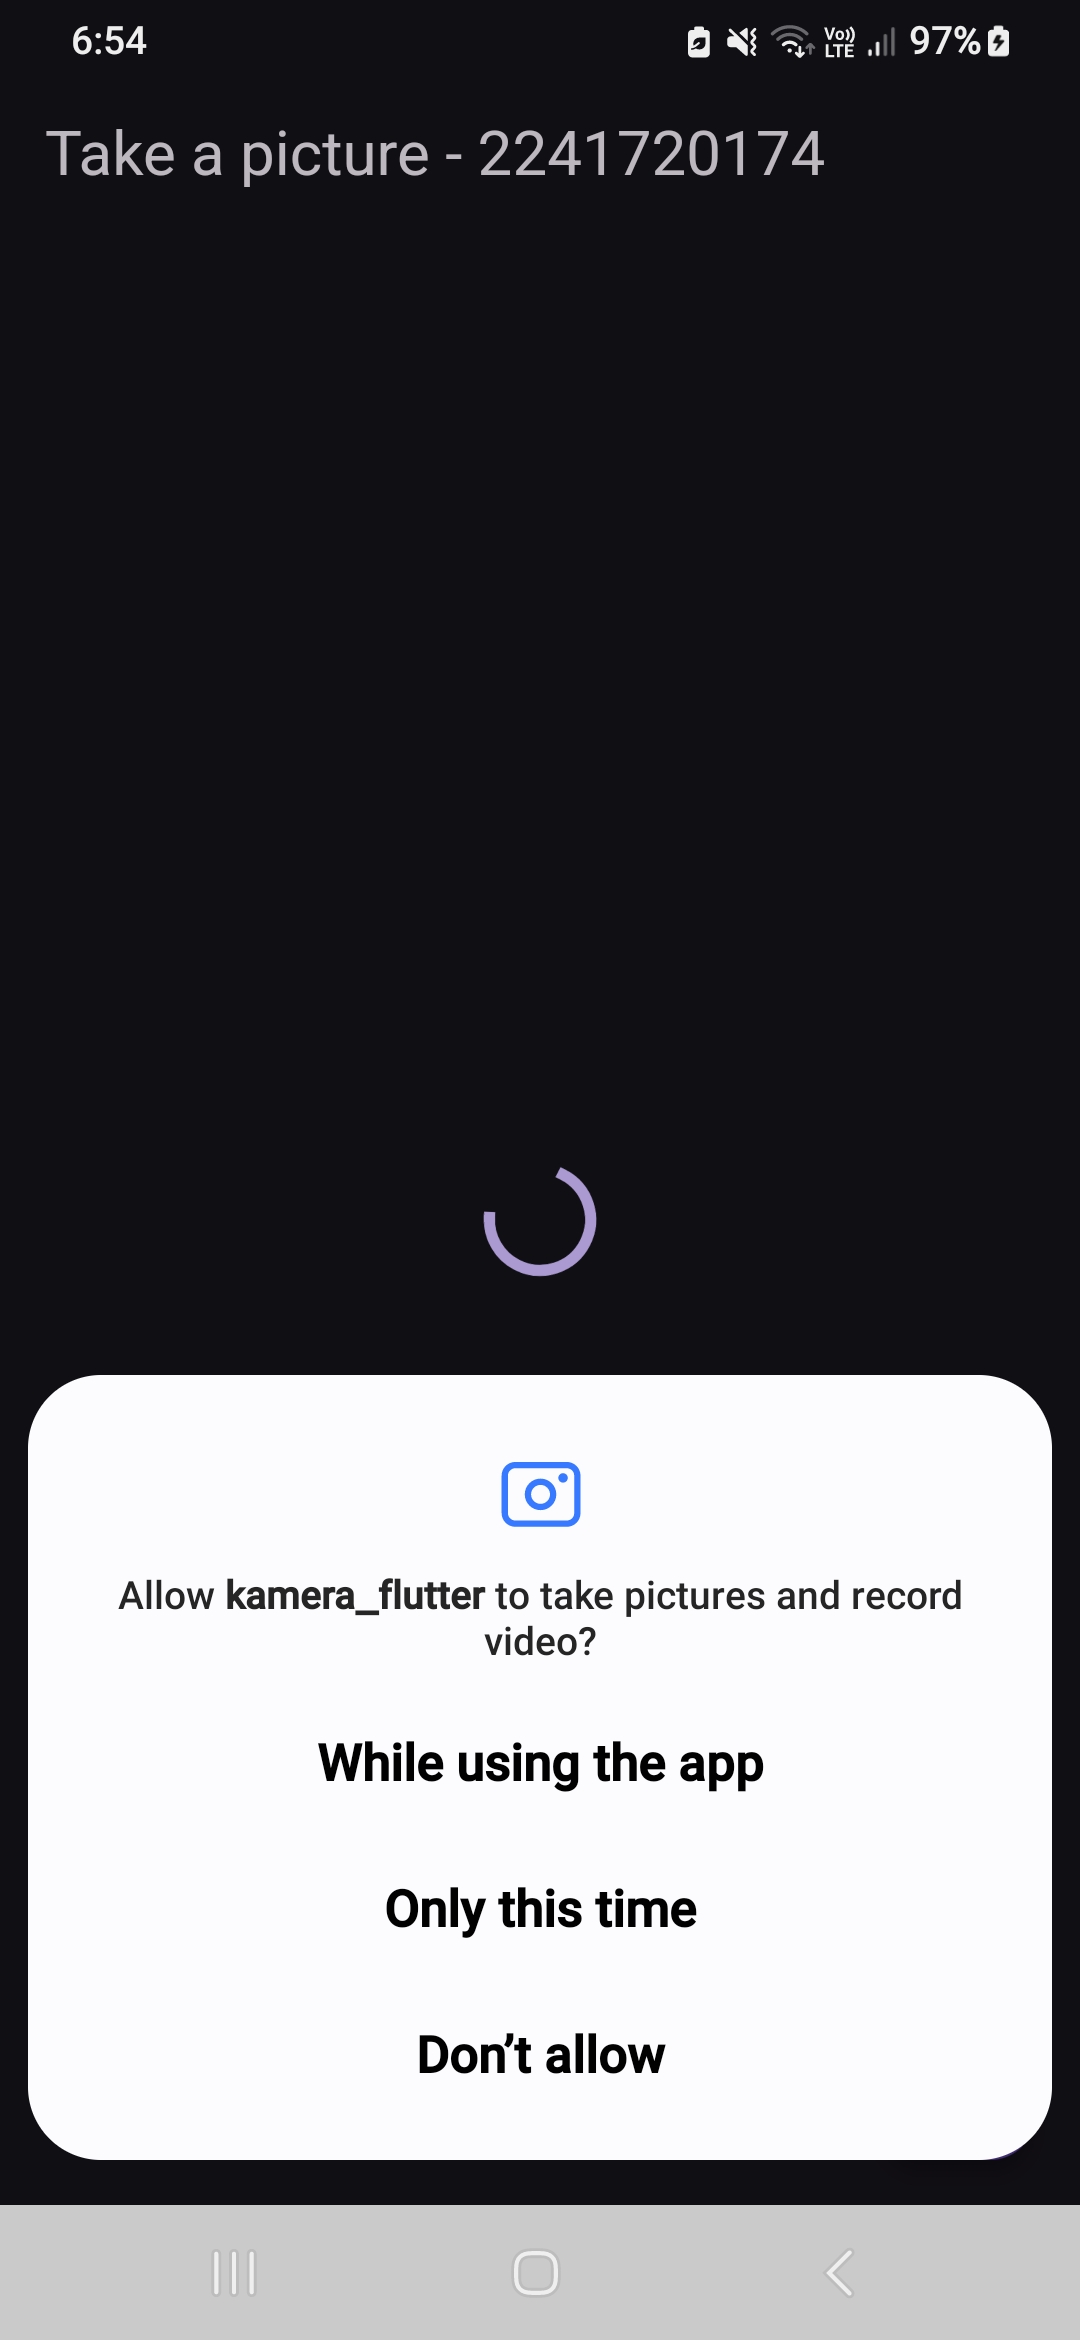 6:54
Vo))
LTE
97%
Take a picture - 2241720174
Allow kamera_flutter to take pictures and record
video?
While using the app
Only this time
Don’t allow